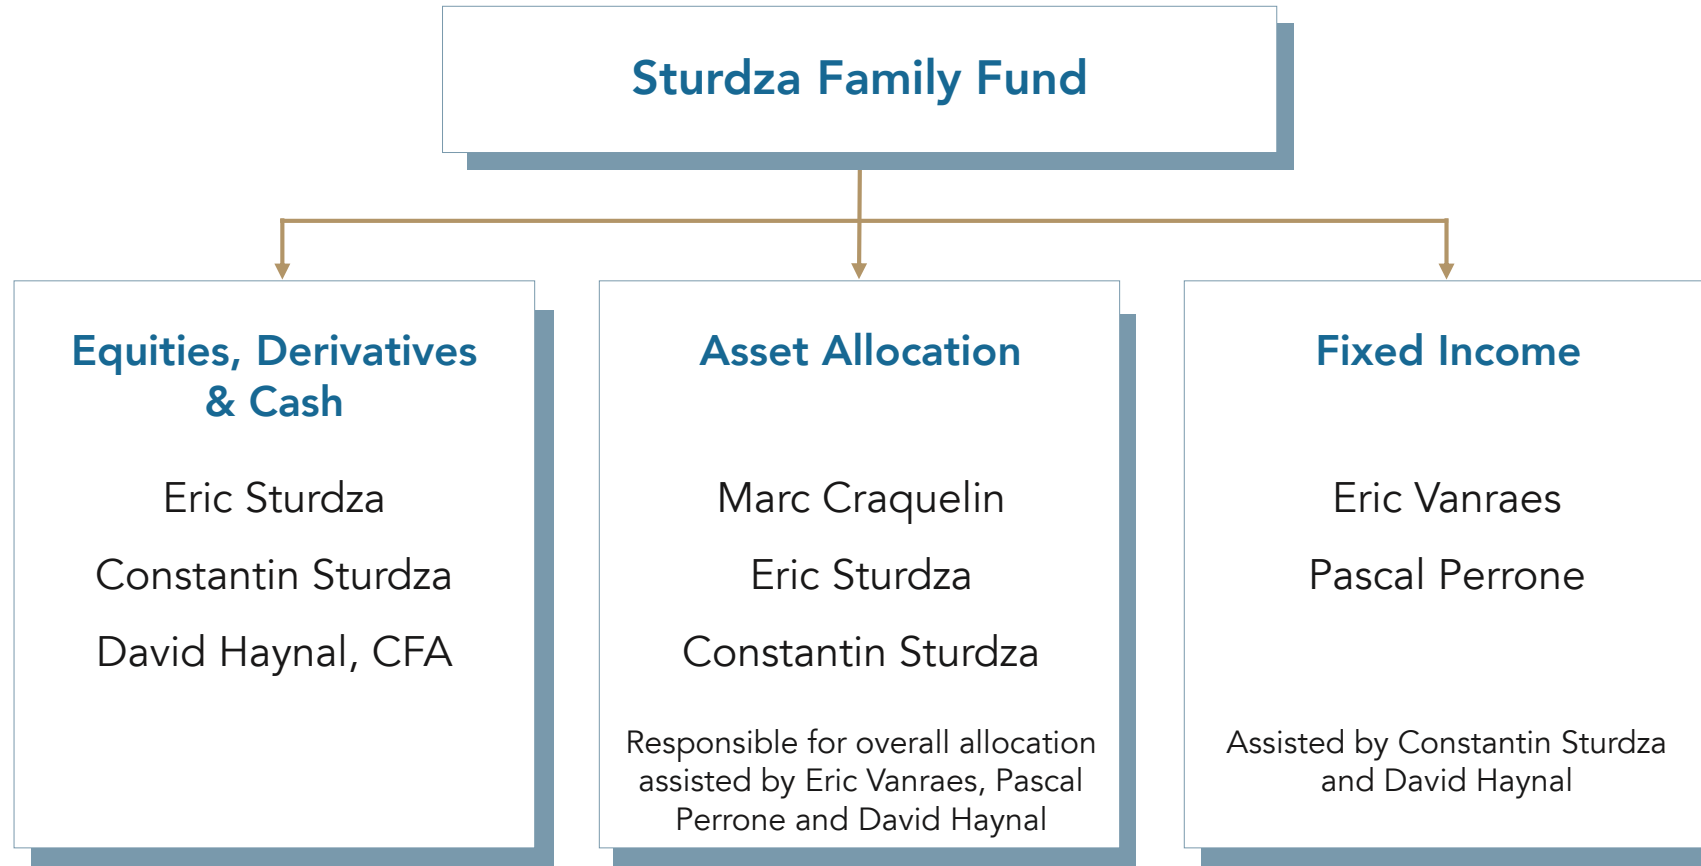 Sturdza Family Fund
Equities, Derivatives
& Cash
Eric Sturdza
Constantin Sturdza
David Haynal, CFA
Asset Allocation
Marc Craquelin
Eric Sturdza
Constantin Sturdza
Responsible for overall allocation
assisted by Eric Vanraes, Pascal
Perrone and David Haynal
Fixed Income
Eric Vanraes
Pascal Perrone
Assisted by Constantin Sturdza
and David Haynal